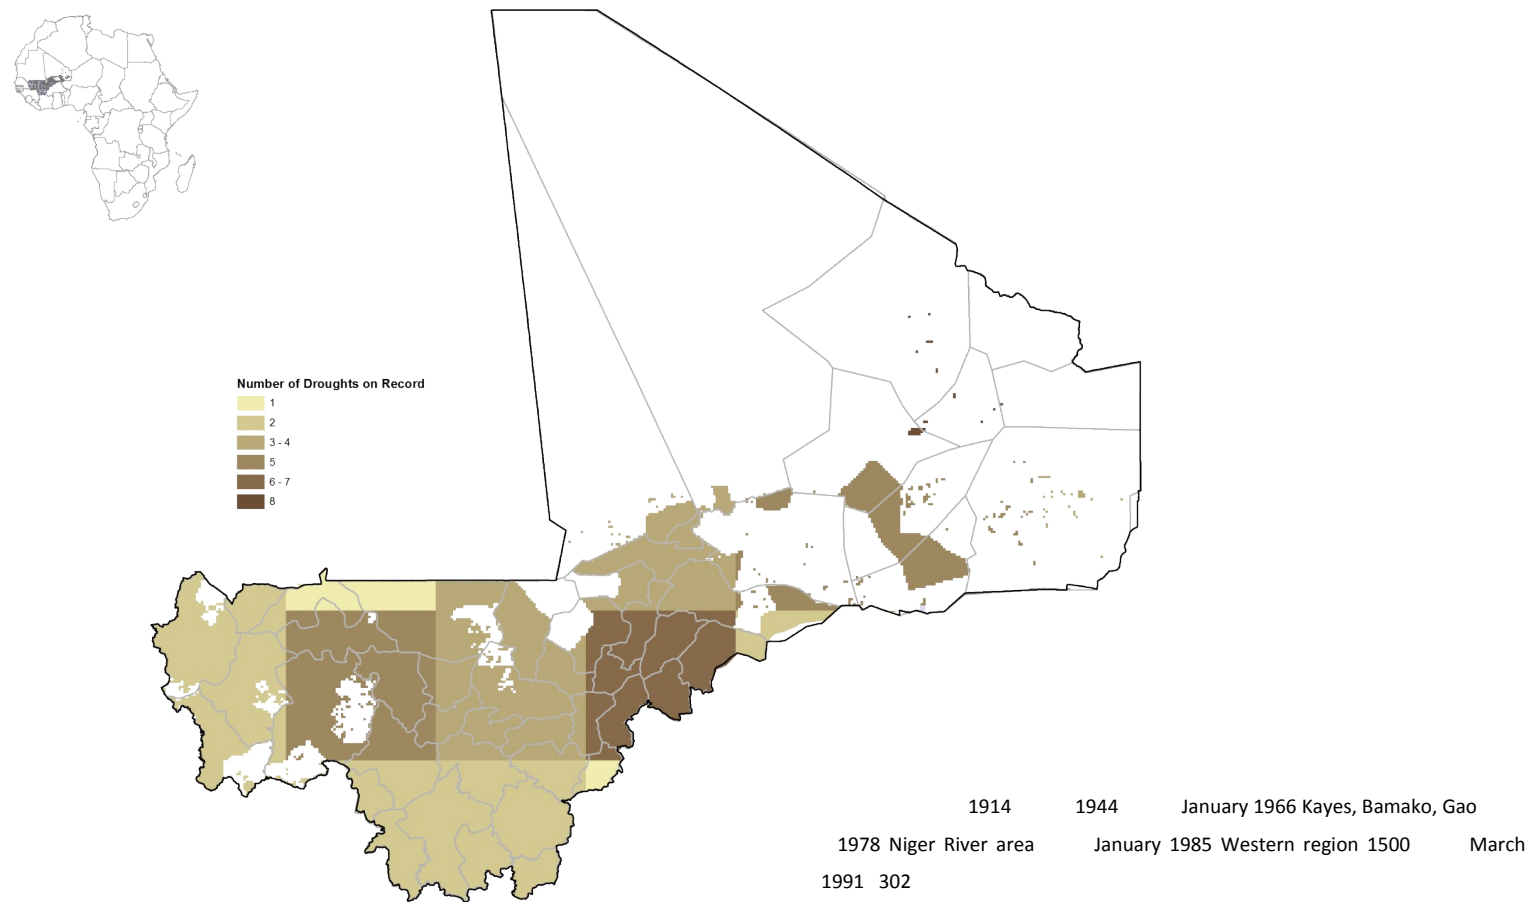 Number of Droughts on Record
1
2
3 - 4
5
6 - 7
8
1914 1944 January 1966 Kayes, Bamako, Gao
1978 Niger River area January 1985 Western region 1500 March
1991 302